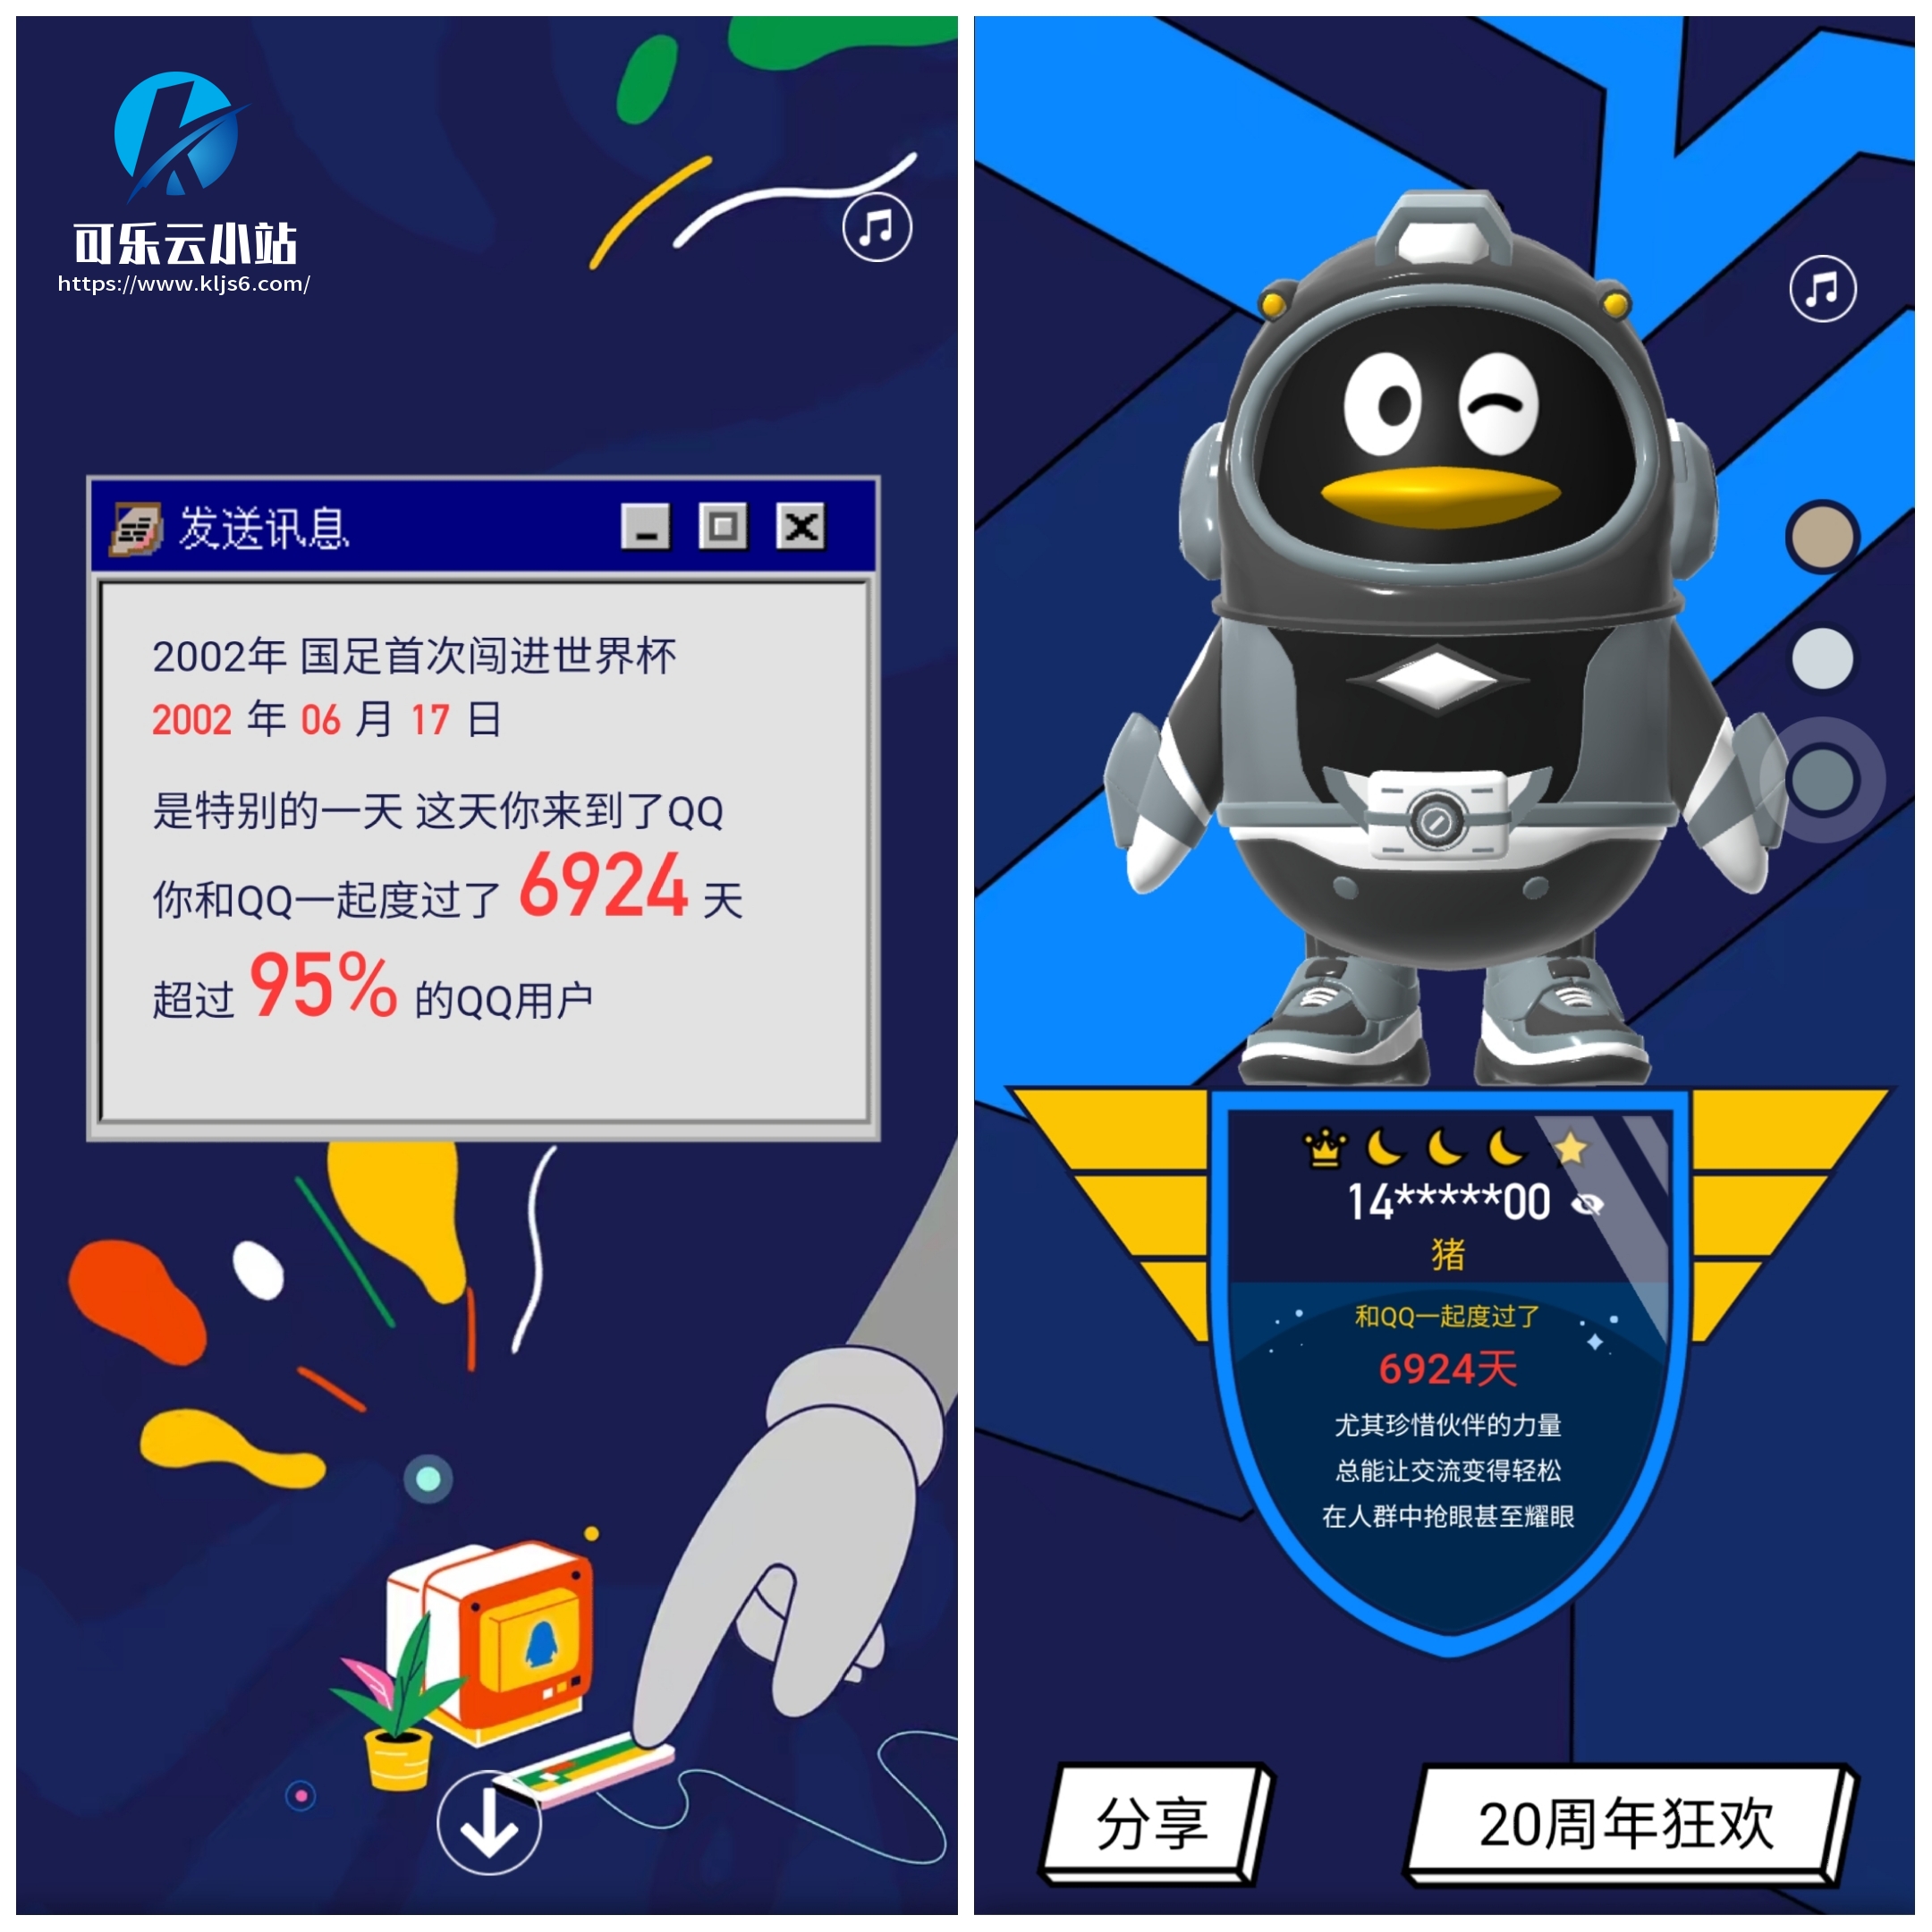 可乐云小站
https://www.kljs6.com/
发送讯息
2002年 国足首次闯进世界杯
2002 年 06 月 17 日
是特别的一天 这天你来到了QQ
你和QQ一起度过了 6924 天
超过 95% 的QQ用户
14*****00
猪
和QQ一起度过了
6924天
尤其珍惜伙伴的力量
总能让交流变得轻松
在人群中抢眼甚至耀眼
分享
20周年狂欢